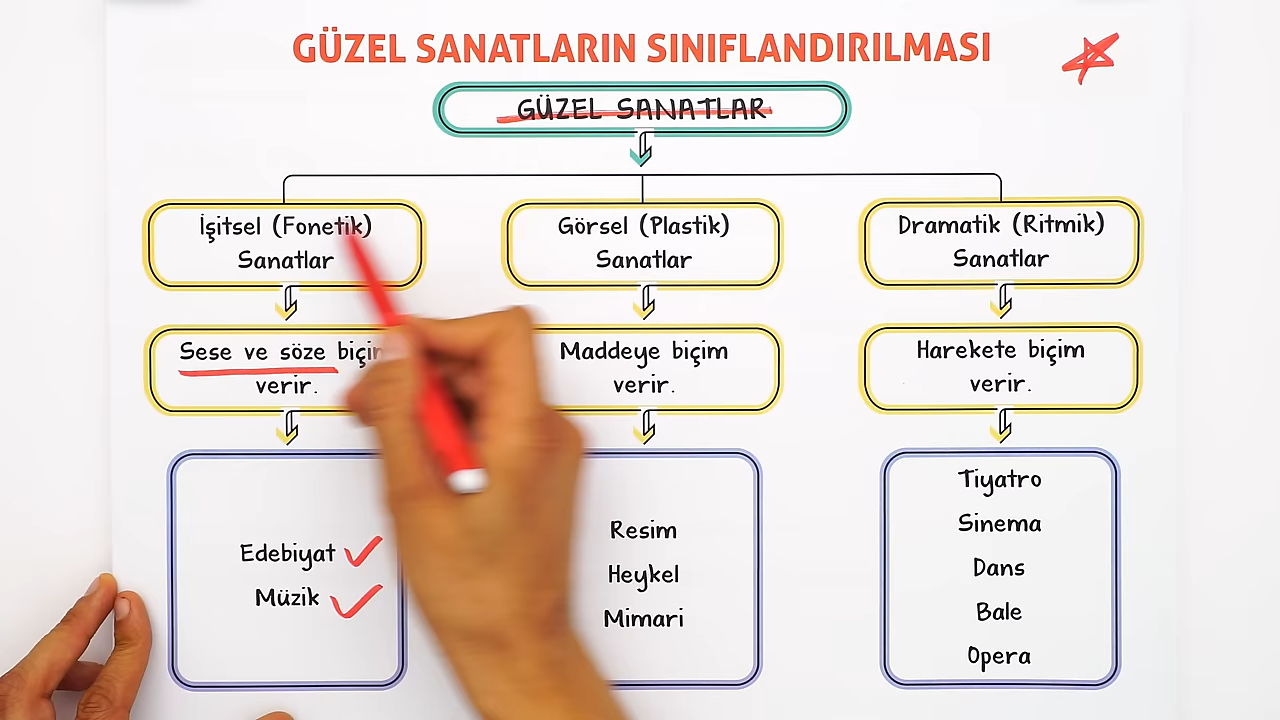 GÜZEL SANATLARIN SINIFLANDIRILMASI
GÜZEL SANATLAR
İşitsel (Fonetik)
Sanatlar
Sese ve söze
verir.
Edebiyat
Müzik
Görsel (Plastik)
Sanatlar
Maddeye biçim
verir.
Resim
Heykel
Mimari
Dramatik (Ritmik)
Sanatlar
Harekete biçim
verir.
Tiyatro
Sinema
Dans
Bale
Opera